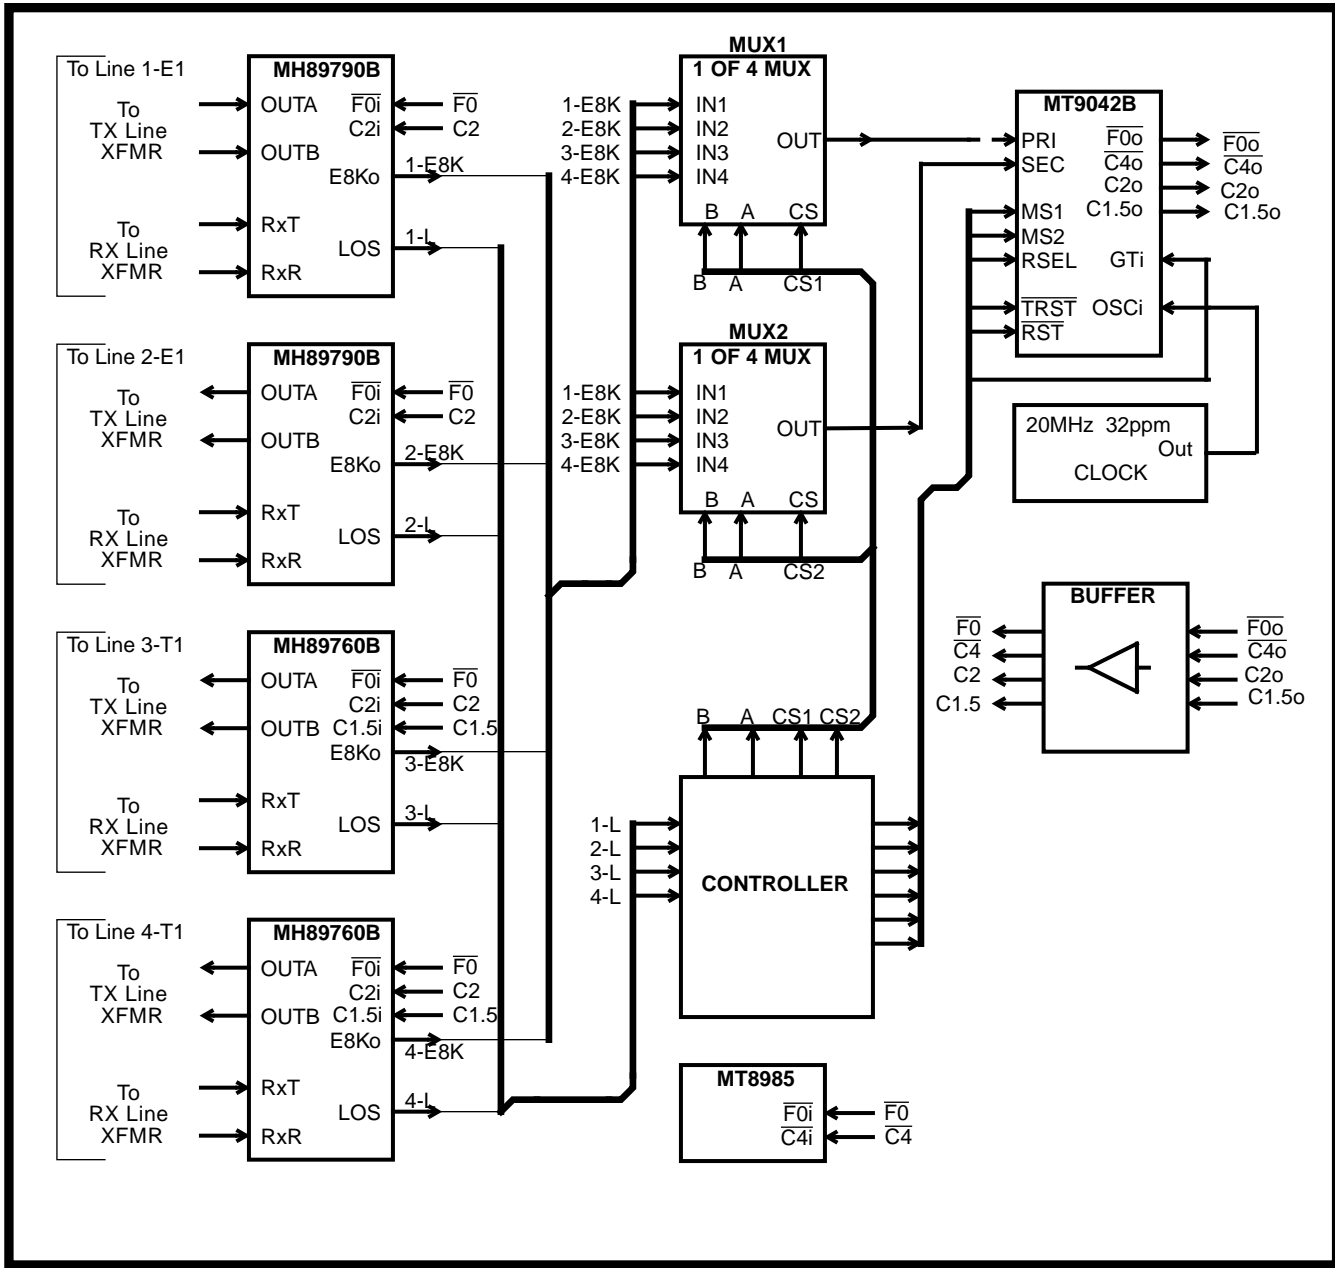 To Line 1-E1
To
TX Line
XFMR
To
RX Line
XFMR
MH89790B
OUTA
OUTB
F0i
C2i
E8Ko
RxT
LOS
RxR
F0
C2
1-E8K
1-L
To Line 2-E1
To
TX Line
XFMR
To
RX Line
XFMR
MH89790B
OUTA
OUTB
F0i
C2i
E8Ko
RxT
LOS
RxR
F0
C2
2-E8K
2-L
To Line 3-T1
To
TX Line
XFMR
To
RX Line
XFMR
MH89760B
OUTA
OUTB
F0i
C2i
C1.5i
E8Ko
RxT
LOS
RxR
F0
C2
C1.5
3-E8K
3-L
To Line 4-T1
To
TX Line
XFMR
To
RX Line
XFMR
MH89760B
OUTA
OUTB
F0i
C2i
C1.5i
E8Ko
RxT
LOS
RxR
F0
C2
C1.5
4-E8K
4-L
MUX1
1 OF 4 MUX
1-E8K IN1
2-E8K IN2
3-E8K IN3
4-E8K IN4
OUT
B A CS
B A CS1
MUX2
1 OF 4 MUX
1-E8K IN1
2-E8K IN2
3-E8K IN3
4-E8K IN4
OUT
B A CS
B A CS2
B A CS1 CS2
1-L
2-L
3-L
4-L
CONTROLLER
MT8985
F0i F0
C4i C4
MT9042B
PRI
SEC
MS1
MS2
RSEL
TRST
RST
F0o
C4o
C2o
C1.5o
GTi
OSCi
F0o
C4o
C2o
C1.5o
20MHz 32ppm
Out
CLOCK
BUFFER
F0
C4
C2
C1.5
F0o
C4o
C2o
C1.5o